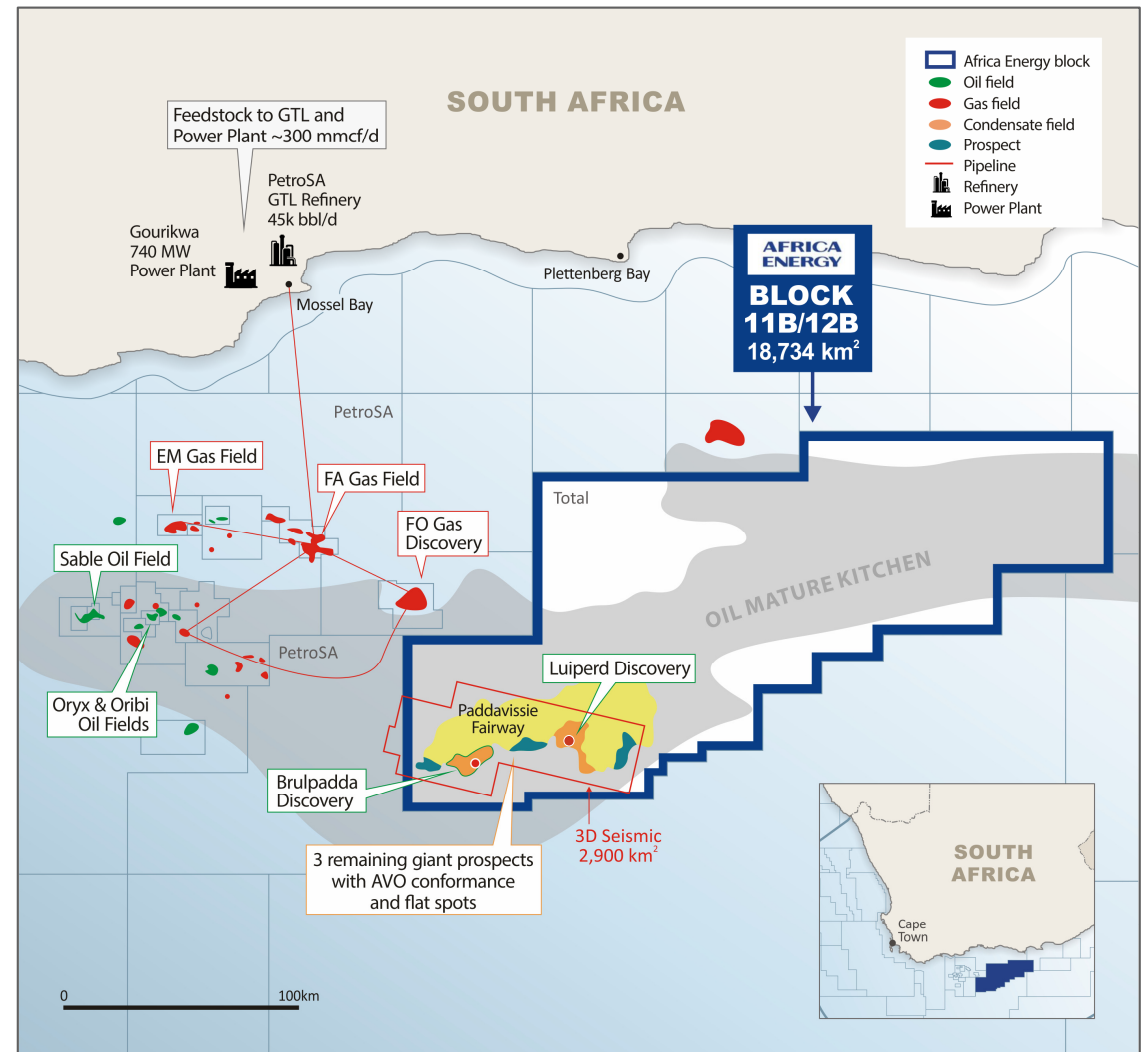 SOUTH AFRICA
Africa Energy block
Oil field
Gas field
Condensate field
Prospect
Pipeline
Refinery
Power Plant
Feedstock to GTL and
Power Plant ~300 mmcf/d
PetroSA
GTL Refinery
45k bbl/d
Gourikwa
740 MW
Power Plant
Mossel Bay
Plettenberg Bay
AFRICA
ENERGY
BLOCK
11B/12B
18,734 km²
PetroSA
EM Gas Field
FA Gas Field
FO Gas
Discovery
Total
Sable Oil Field
OIL MATURE KITCHEN
PetroSA
Oryx & Oribi
Oil Fields
Luiperd Discovery
Paddavissie
Fairway
Brulpadda
Discovery
3D Seismic
2,900 km²
3 remaining giant prospects
with AVO conformance
and flat spots
SOUTH
AFRICA
Cape
Town
0 100km